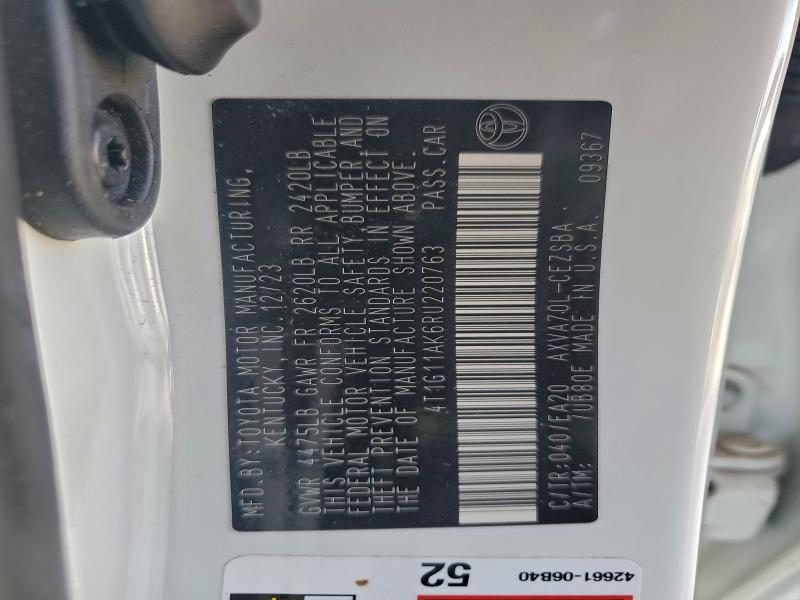 MFD.BY:TOYOTA MOTOR MANUFACTURING,
KENTUCKY, INC. 12/23
GVWR 4475LB GAWR FR 2620LB RR 2420LB
THIS VEHICLE CONFORMS TO ALL APPLICABLE
FEDERAL MOTOR VEHICLE SAFETY, BUMPER AND
THEFT PREVENTION STANDARDS IN EFFECT ON
THE DATE OF MANUFACTURE SHOWN ABOVE.
4T1G11AK6RU220763 PASS.CAR
C/TR:040/FA20 AXVA70L-CEZSBA
A/TM: /UB80E MADE IN U.S.A. 09367
52
42661-06B40